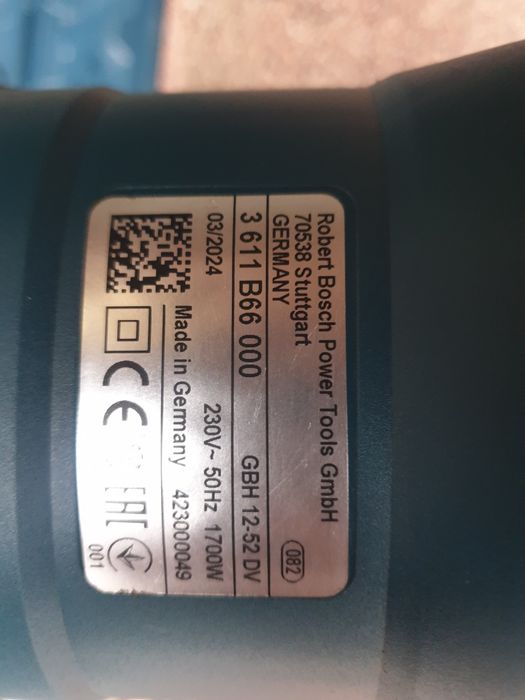 Robert Bosch Power Tools GmbH
70538 Stuttgart
GERMANY 082
3 611 B66 000 GBH 12-52 DV
03/2024 230V~ 50Hz 1700W
Made in Germany 423000049
CE EAC
001